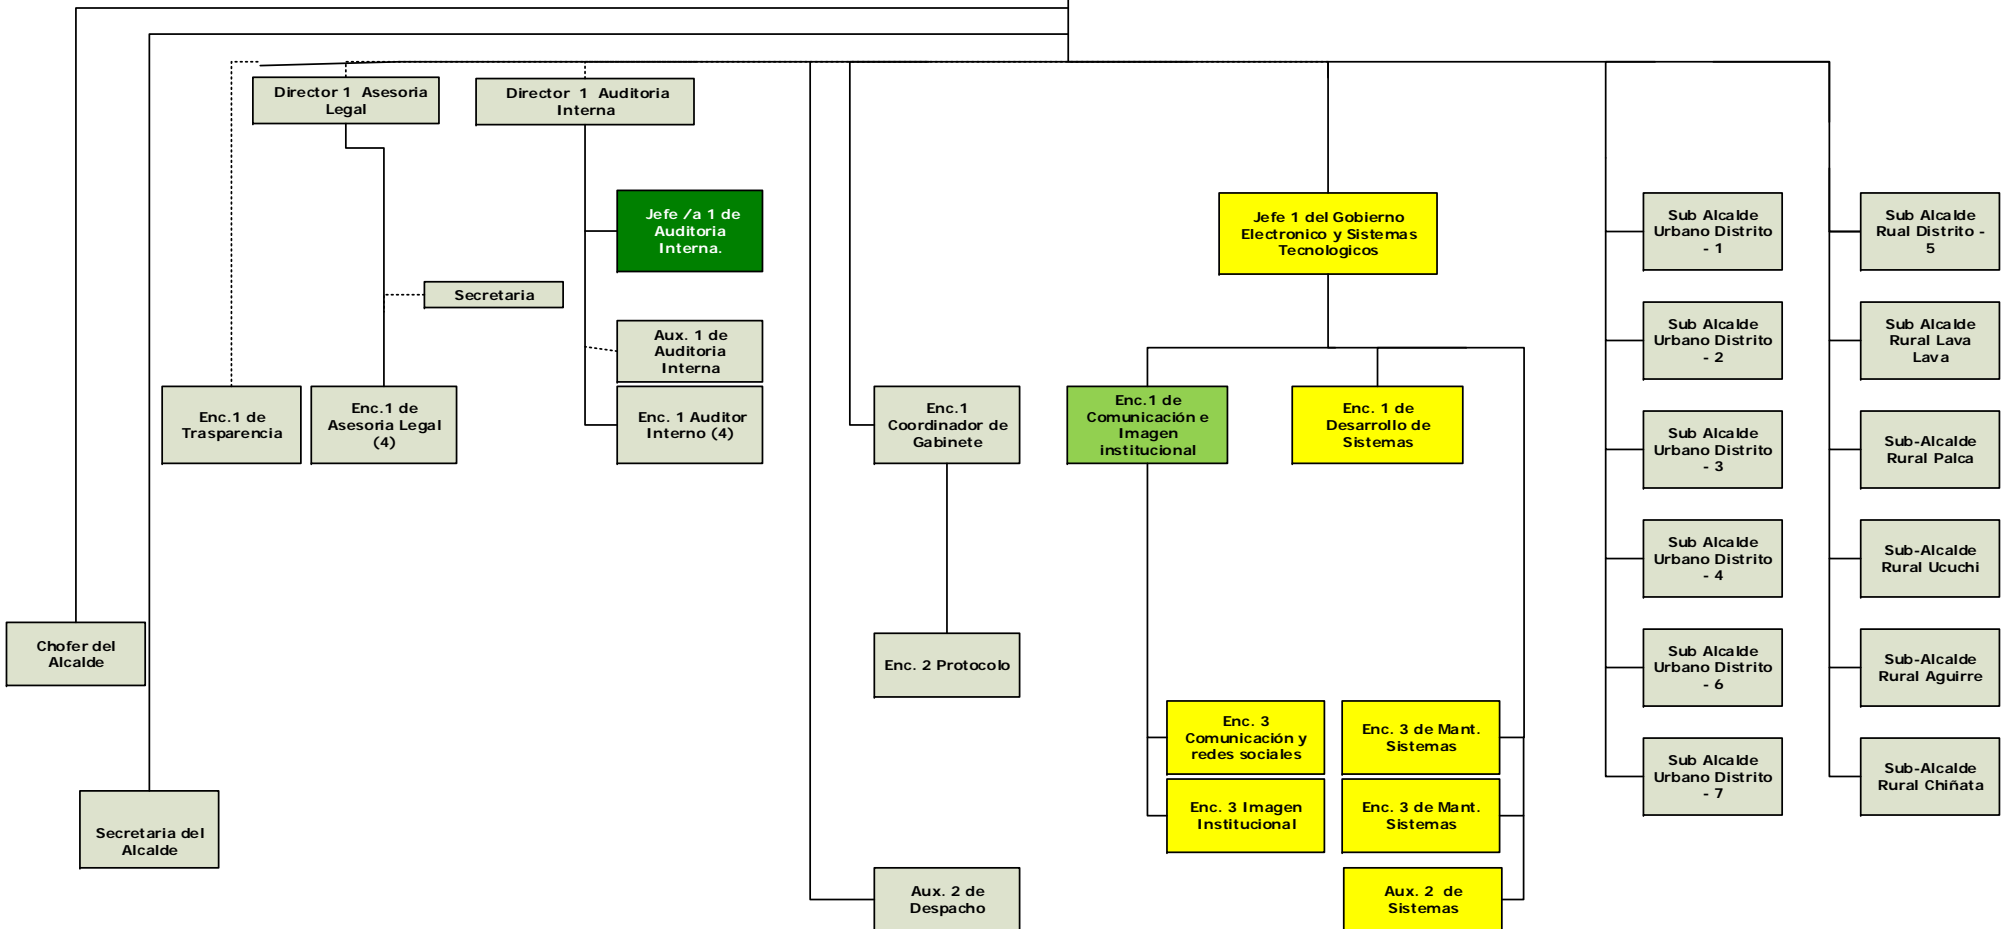 Director 1 Asesoria
Legal
Director 1 Auditoria
Interna
Jefe /a 1 de
Auditoria
Interna.
Jefe 1 del Gobierno
Electronico y Sistemas
Tecnologicos
Sub Alcalde
Urbano Distrito
- 1
Sub Alcalde
Rual Distrito -
5
Secretaria
Aux. 1 de
Auditoria
Interna
Sub Alcalde
Urbano Distrito
- 2
Sub Alcalde
Rural Lava
Lava
Enc.1 de
Trasparencia
Enc.1 de
Asesoria Legal
(4)
Enc. 1 Auditor
Interno (4)
Enc.1
Coordinador de
Gabinete
Enc.1 de
Comunicación e
Imagen
institucional
Enc. 1 de
Desarrollo de
Sistemas
Sub Alcalde
Urbano Distrito
- 3
Sub-Alcalde
Rural Palca
Sub Alcalde
Urbano Distrito
- 4
Sub-Alcalde
Rural Ucuchi
Chofer del
Alcalde
Enc. 2 Protocolo
Sub Alcalde
Urbano Distrito
- 6
Sub-Alcalde
Rural Aguirre
Enc. 3
Comunicación y
redes sociales
Enc. 3 de Mant.
Sistemas
Sub Alcalde
Urbano Distrito
- 7
Sub-Alcalde
Rural Chiñata
Enc. 3 Imagen
Institucional
Enc. 3 de Mant.
Sistemas
Secretaria del
Alcalde
Aux. 2 de
Despacho
Aux. 2 de
Sistemas